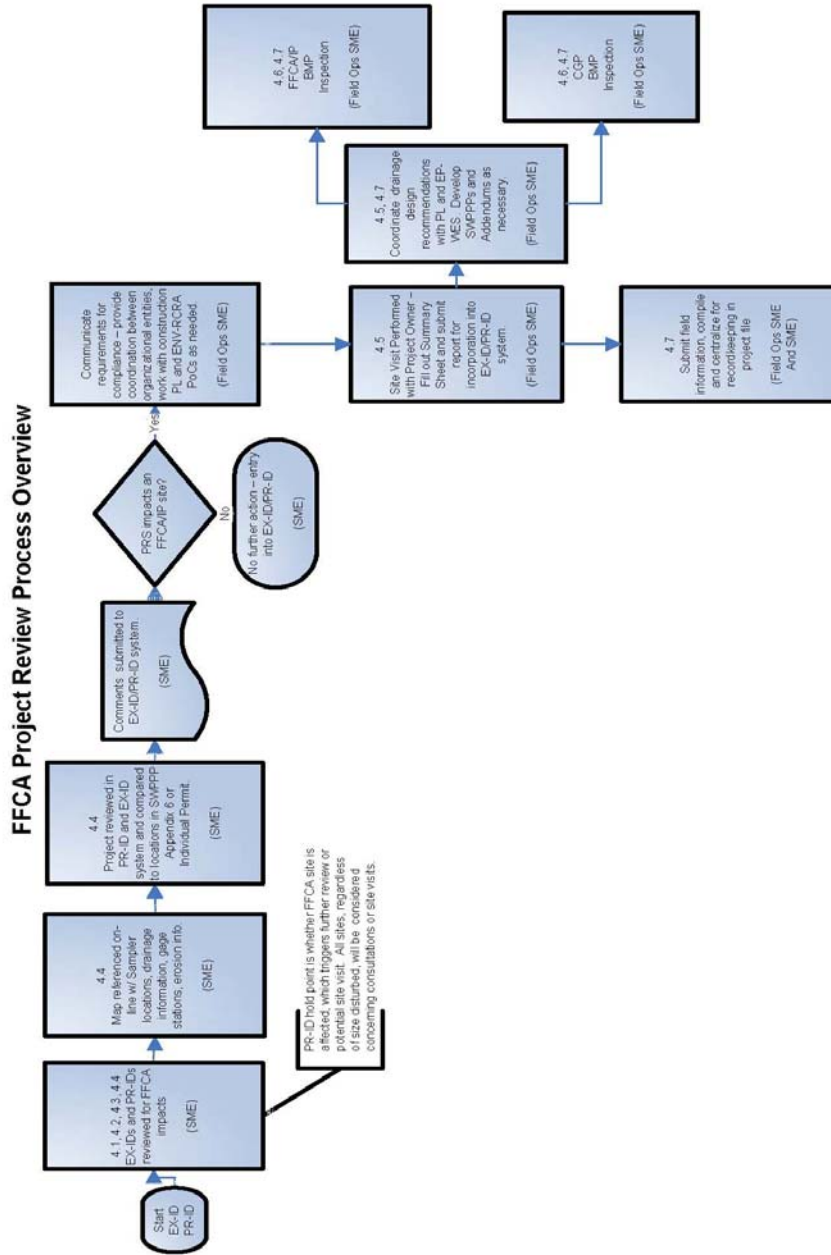 FFCA Project Review Process Overview
Start
EX-ID
PR-ID
4.1, 4.2, 4.3, 4.4
EX-IDs and PR-IDs
reviewed for FFCA
impacts
(SME)
PR-ID hold point is whether FFCA site is
affected, which triggers further review or
potential site visit. All sites, regardless
of size disturbed, will be considered
concerning consultations or site visits.
4.4
Map referenced on-
line w/ Sampler
locations, drainage
information, gage
stations, erosion info.
(SME)
4.4
Project reviewed in
PR-ID and EX-ID
system and compared
to locations in SWPPP
Appendix 6 or
Individual Permit.
(SME)
Comments submitted to
EX-ID/PR-ID system.
(SME)
PRS impacts an
FFCA/IP site?
No
No further action – entry
into EX-ID/PR-ID
(SME)
Yes
Communicate
requirements for
compliance – provide
coordination between
organizational entities,
work with construction
PL and ENV-RCRA
PoCs as needed.
(Field Ops SME)
4.5
Site Visit Performed
with Project Owner –
Fill out Summary
Sheet and submit
report for
incorporation into
EX-ID/PR-ID
system.
(Field Ops SME)
4.7
Submit field
information, compile
and centralize for
recordkeeping in
project file
(Field Ops SME
And SME)
4.5, 4.7
Coordinate drainage
design
recommendations
with PL and EP-
WES. Develop
SWPPPs and
Addendums as
necessary.
(Field Ops SME)
4.6, 4.7
FFCA/IP
BMP
Inspection
(Field Ops SME)
4.6, 4.7
CGP
BMP
Inspection
(Field Ops SME)